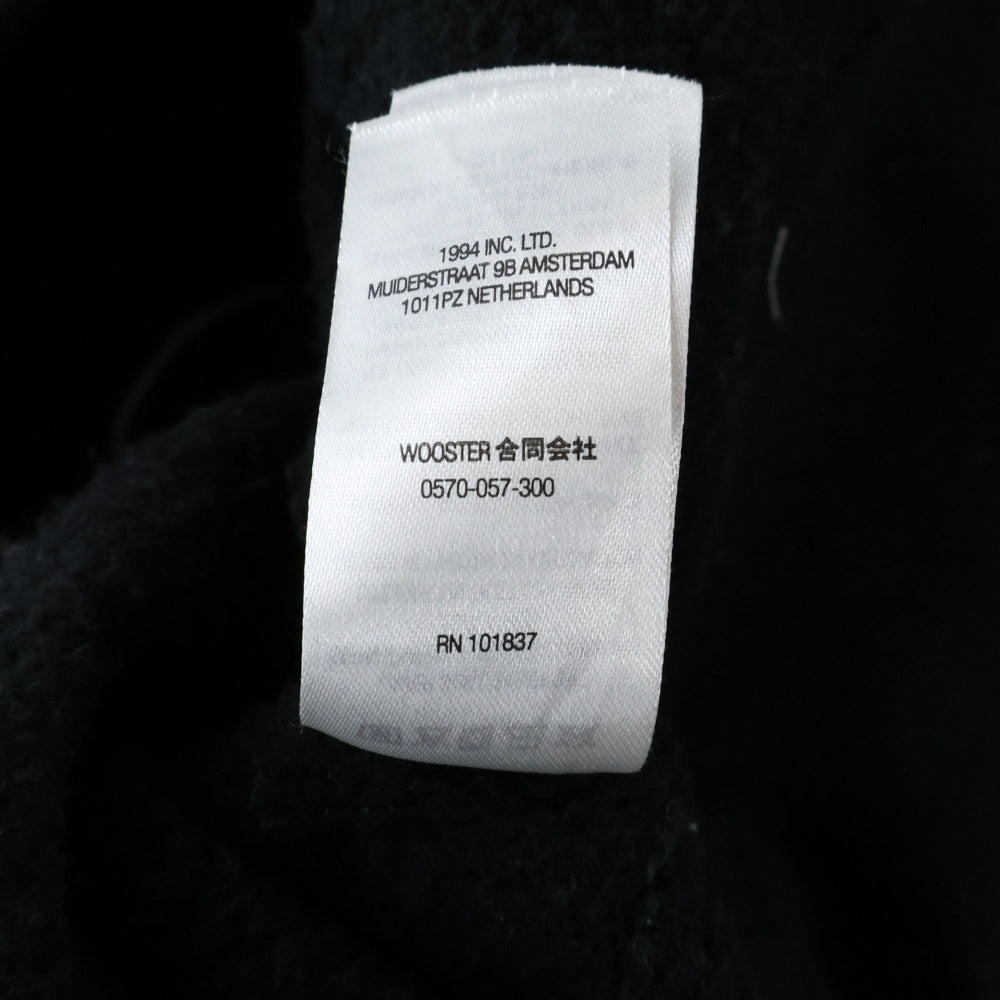 1994 INC. LTD.
MUIDERSTRAAT 9B AMSTERDAM
1011PZ NETHERLANDS
WOOSTER 合同会社
0570-057-300
RN 101837